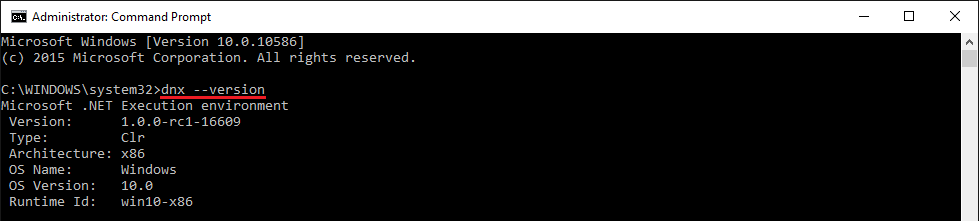 Administrator: Command Prompt
Microsoft Windows [Version 10.0.10586]
(c) 2015 Microsoft Corporation. All rights reserved.
C:\WINDOWS\system32>dnx --version
Microsoft .NET Execution environment
Version: 1.0.0-rc1-16609
Type: Clr
Architecture: x86
OS Name: Windows
OS Version: 10.0
Runtime Id: win10-x86